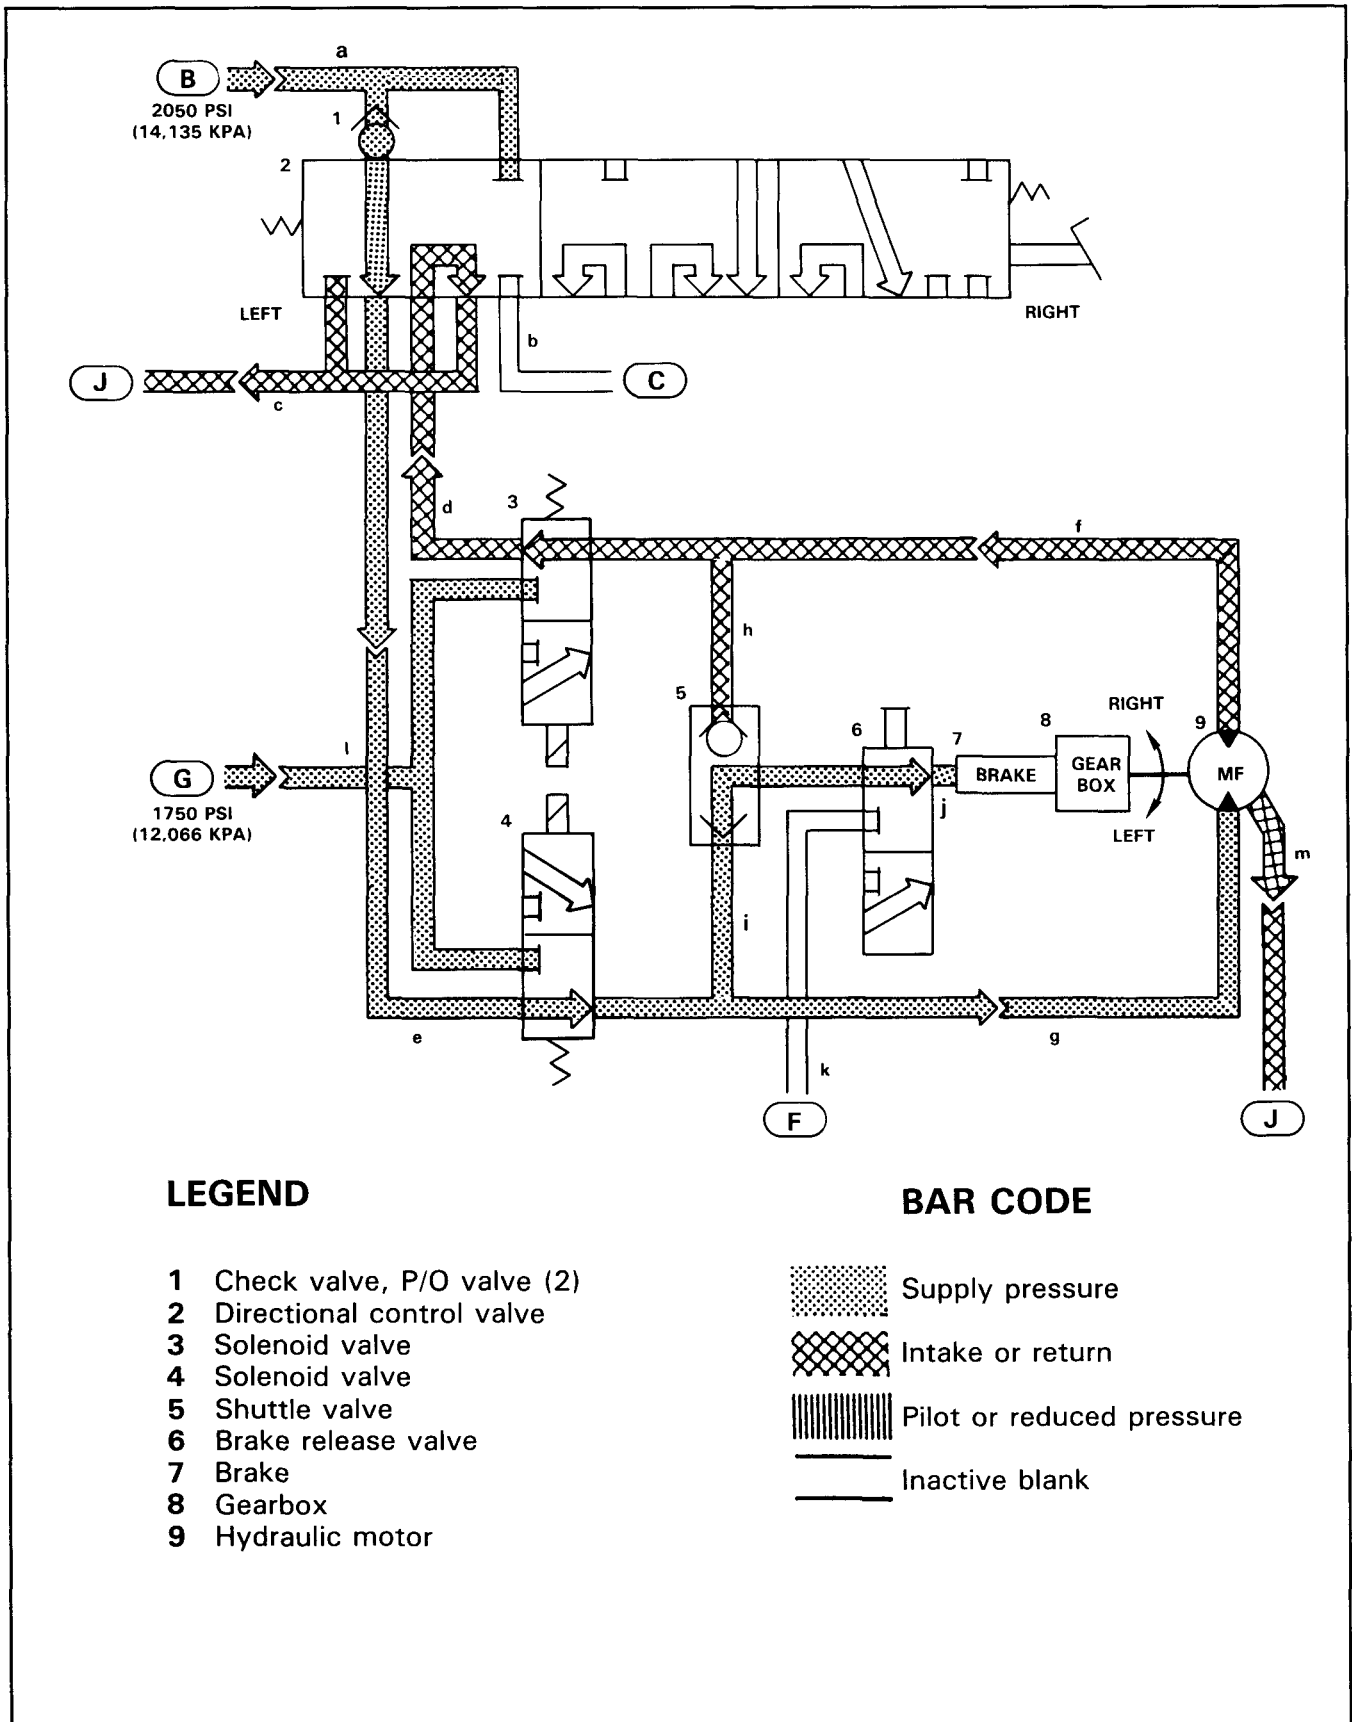 a
B
2050 PSI
(14,135 KPA)
1
2
LEFT
RIGHT
b
J
C
c
3
d
f
h
5
l
G
1750 PSI
(12,066 KPA)
4
6
7
8
RIGHT
9
BRAKE
GEAR
BOX
MF
j
LEFT
m
i
e
g
k
F
J
LEGEND
1 Check valve, P/O valve (2)
2 Directional control valve
3 Solenoid valve
4 Solenoid valve
5 Shuttle valve
6 Brake release valve
7 Brake
8 Gearbox
9 Hydraulic motor
BAR CODE
Supply pressure
Intake or return
Pilot or reduced pressure
Inactive blank